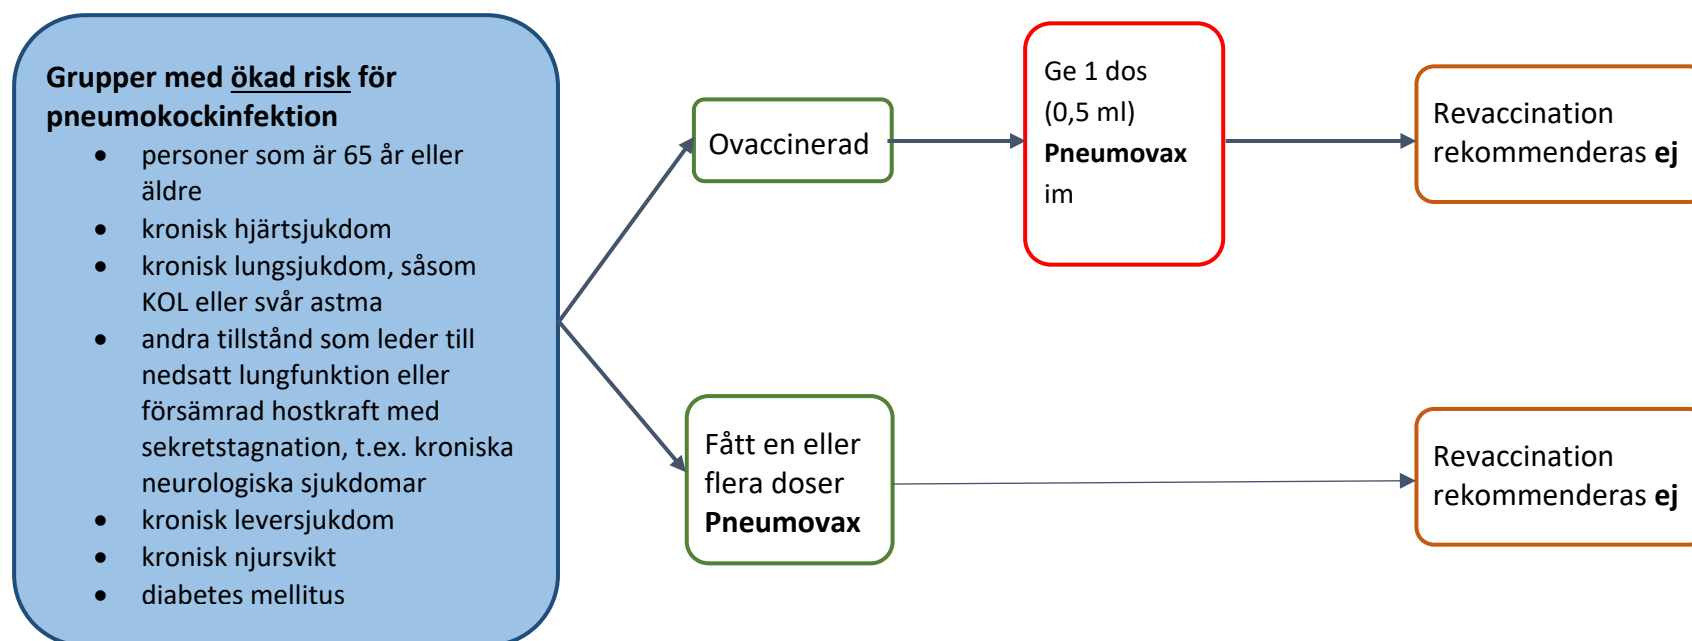 Grupper med ökad risk för
pneumokockinfektion
• personer som är 65 år eller
äldre
• kronisk hjärtsjukdom
• kronisk lungsjukdom, såsom
KOL eller svår astma
• andra tillstånd som leder till
nedsatt lungfunktion eller
försämrad hostkraft med
sekretstagnation, t.ex. kroniska
neurologiska sjukdomar
• kronisk leversjukdom
• kronisk njursvikt
• diabetes mellitus
Ovaccinerad
Ge 1 dos
(0,5 ml)
Pneumovax
im
Revaccination
rekommenderas ej
Fått en eller
flera doser
Pneumovax
Revaccination
rekommenderas ej